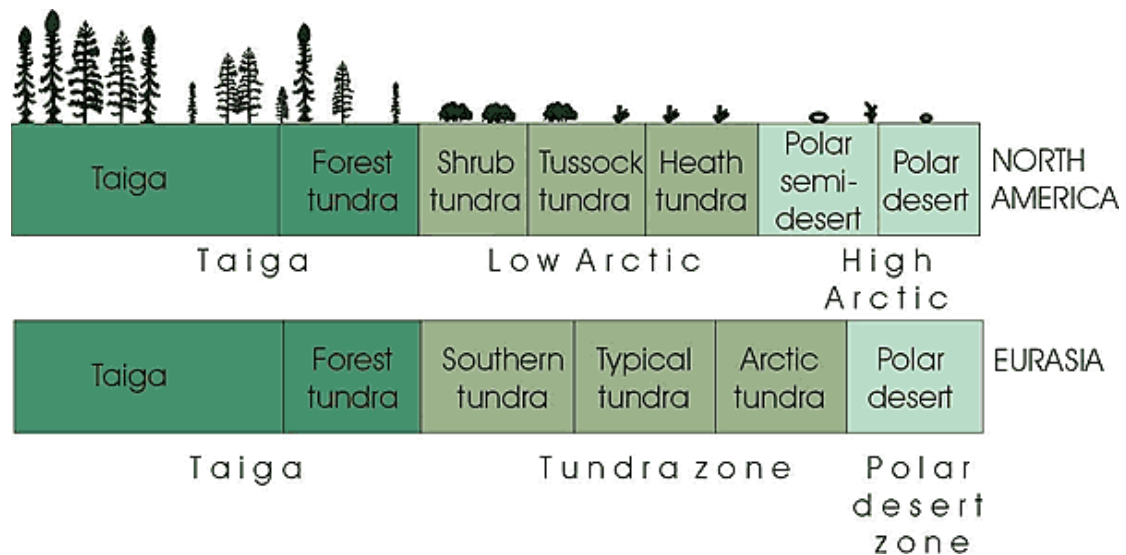 Taiga
Forest
tundra
Shrub
tundra
Tussock
tundra
Heath
tundra
Polar
semi-
desert
Polar
desert
NORTH
AMERICA
Taiga
Low Arctic
High
Arctic
Taiga
Forest
tundra
Southern
tundra
Typical
tundra
Arctic
tundra
Polar
desert
EURASIA
Taiga
Tundra zone
Polar
desert
zone